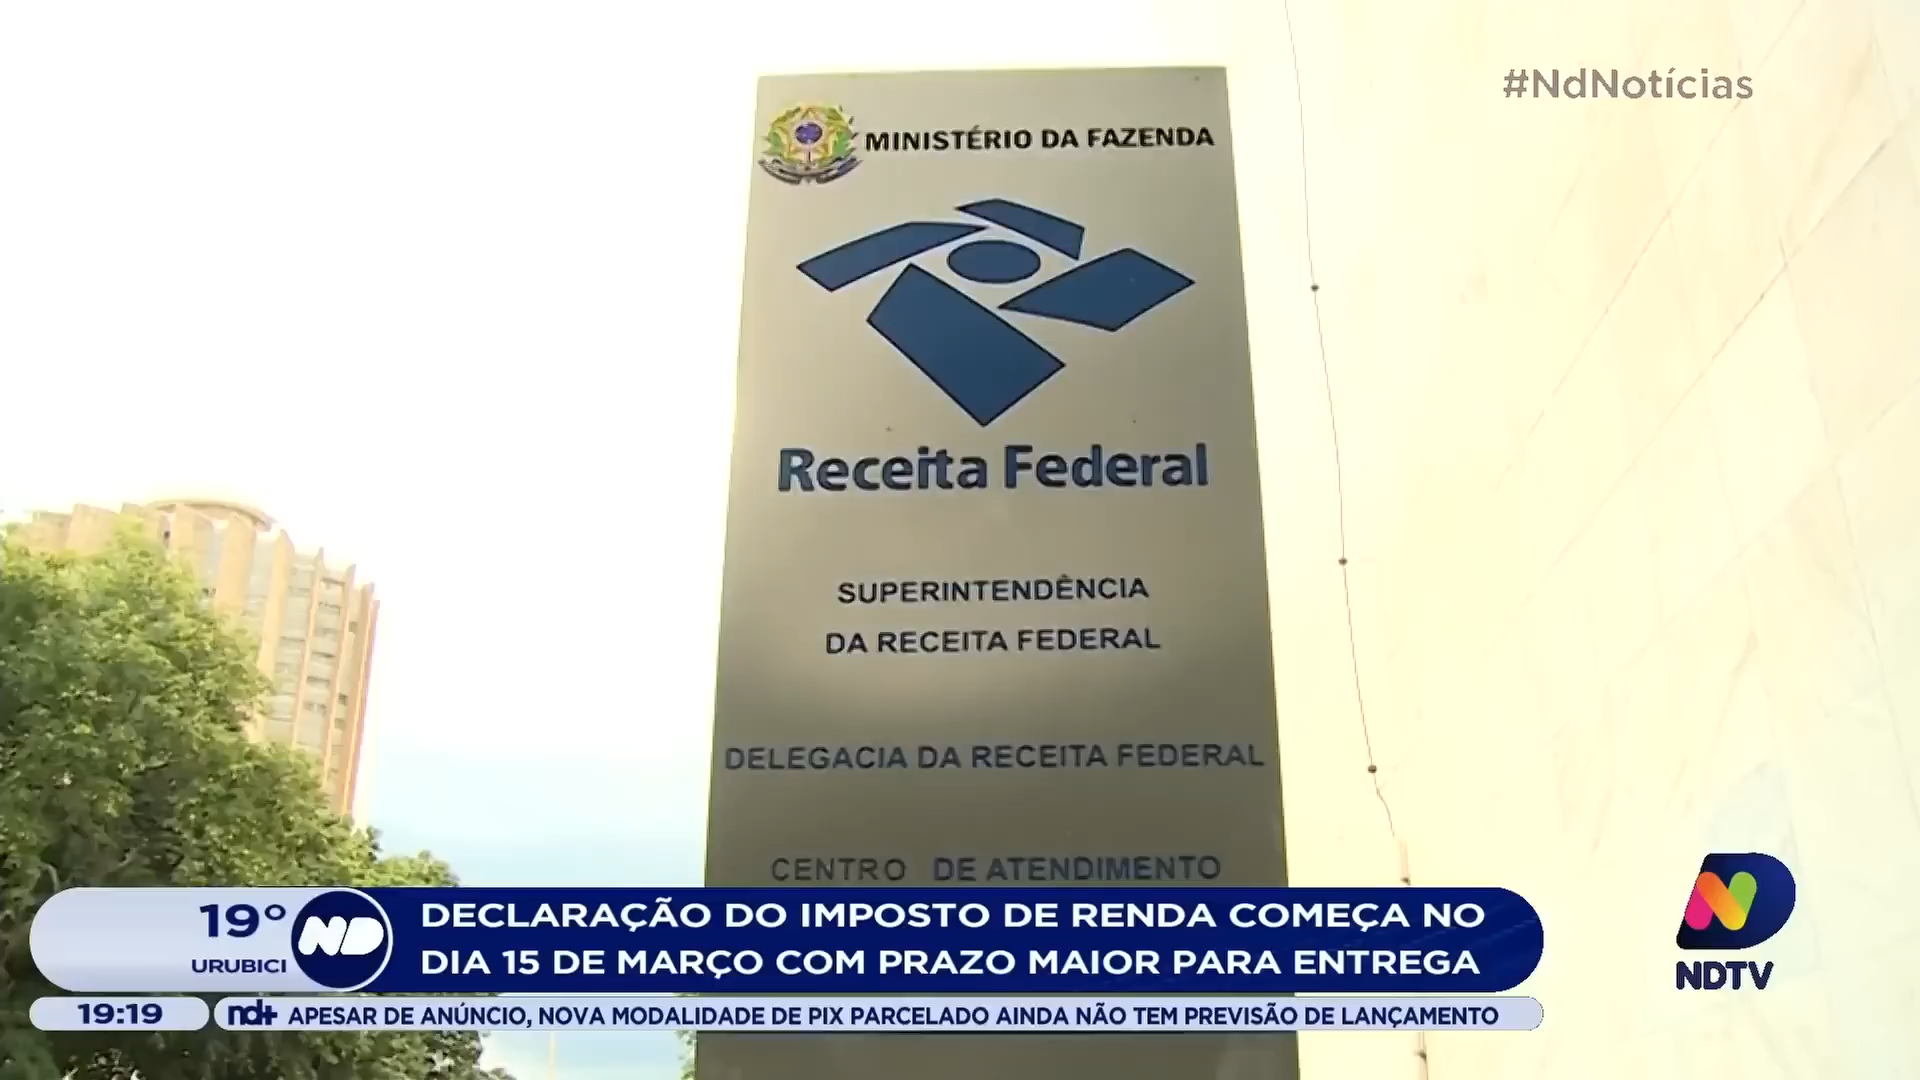 #NdNotícias
MINISTÉRIO DA FAZENDA
Receita Federal
SUPERINTENDÊNCIA
DA RECEITA FEDERAL
DELEGACIA DA RECEITA FEDERAL
CENTRO DE ATENDIMENTO
19°
URUBICI
ND
DECLARAÇÃO DO IMPOSTO DE RENDA COMEÇA NO
DIA 15 DE MARÇO COM PRAZO MAIOR PARA ENTREGA
N
NDTV
19:19
nd+ APESAR DE ANÚNCIO, NOVA MODALIDADE DE PIX PARCELADO AINDA NÃO TEM PREVISÃO DE LANÇAMENTO